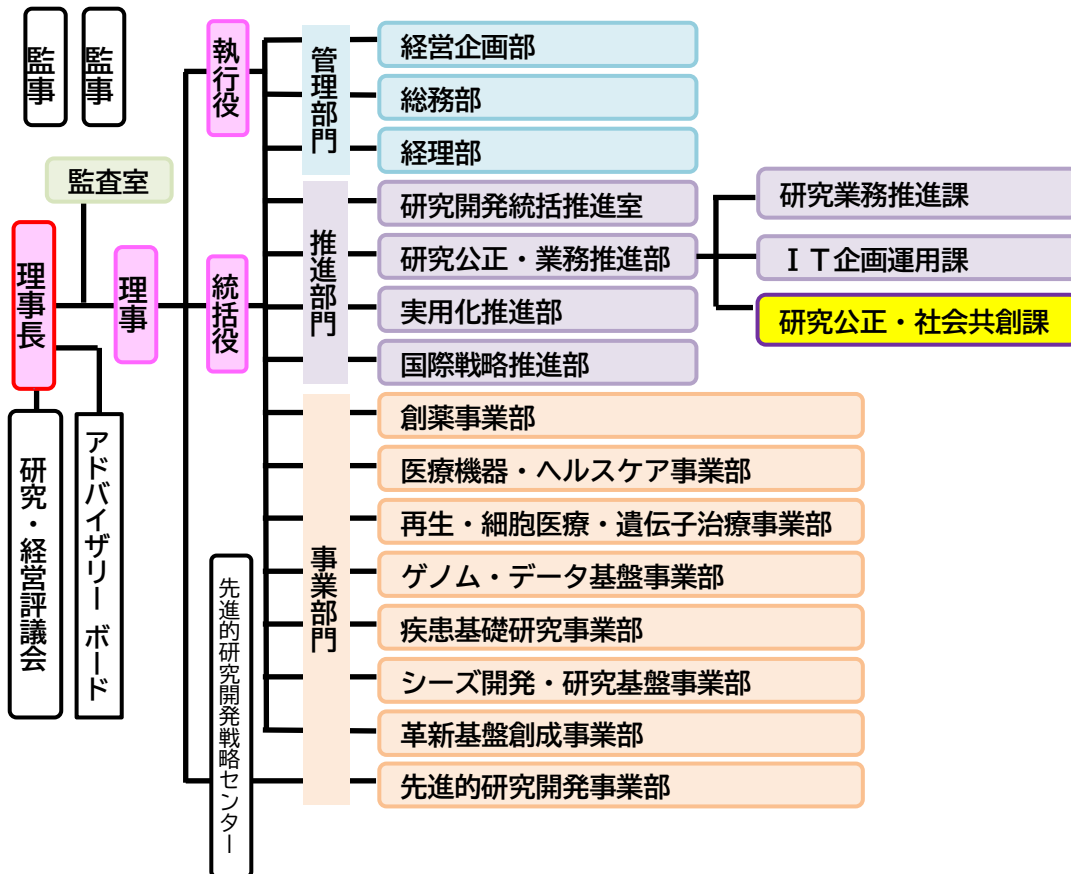 監事
監事
監査室
理事長
理事
研究・経営評議会
アドバイザリー ボード
執行役
統括役
先進的研究開発戦略センター
管理部門
経営企画部
総務部
経理部
推進部門
研究開発統括推進室
研究公正・業務推進部
実用化推進部
国際戦略推進部
研究業務推進課
ＩＴ企画運用課
研究公正・社会共創課
事業部門
創薬事業部
医療機器・ヘルスケア事業部
再生・細胞医療・遺伝子治療事業部
ゲノム・データ基盤事業部
疾患基礎研究事業部
シーズ開発・研究基盤事業部
革新基盤創成事業部
先進的研究開発事業部